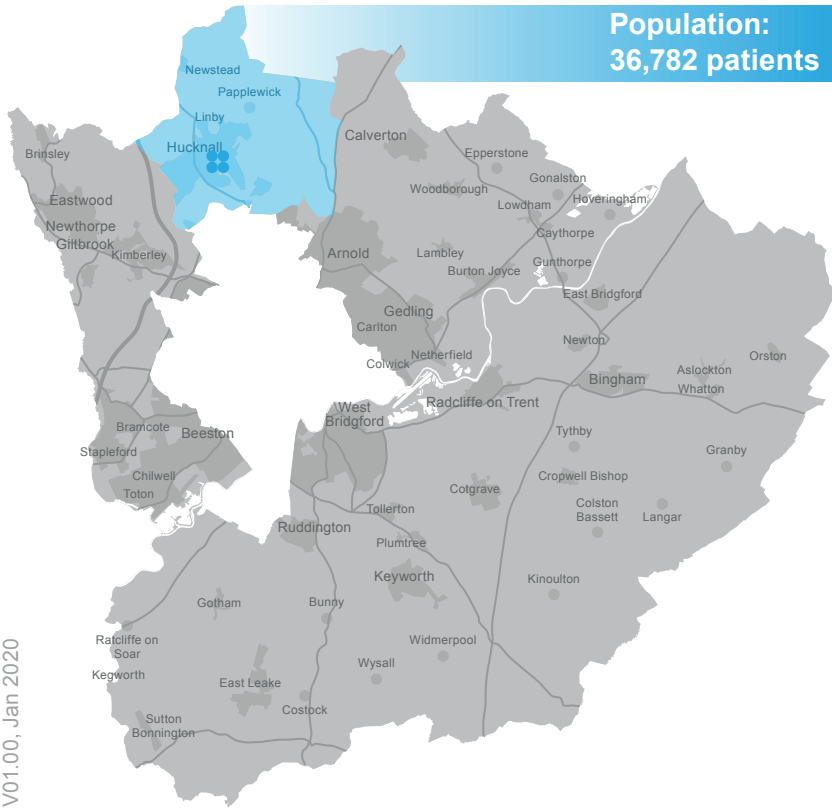 Population:
36,782 patients
Newstead
Papplewick
Linby
Hucknall
Calverton
Brinsley
Epperstone
Gonalston
Woodborough
Hoveringham
Eastwood
Lowdham
Newthorpe
Caythorpe
Giltbrook
Kimberley
Arnold
Lambley
Burton Joyce
Gunthorpe
East Bridgford
Gedling
Carlton
Newton
Colwick
Netherfield
Orston
Aslockton
Bingham
Whatton
West
Bridgford
Radcliffe on Trent
Bramcote
Beeston
Tythby
Stapleford
Granby
Chilwell
Cropwell Bishop
Toton
Cotgrave
Colston
Bassett
Langar
Tollerton
Ruddington
Plumtree
Keyworth
Kinoulton
Gotham
Bunny
Ratcliffe on
Soar
Widmerpool
Kegworth
Wysall
East Leake
Costock
Sutton
Bonnington
V01.00, Jan 2020